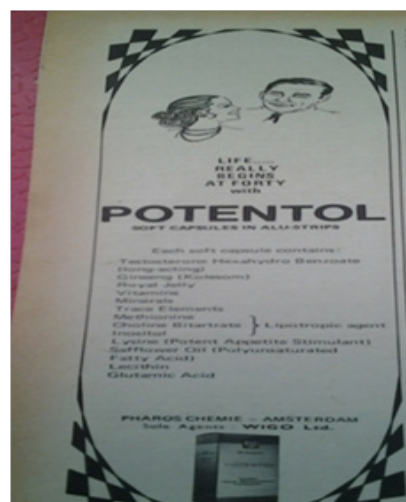 LIFE.....
REALLY
BEGINS
AT FORTY
with
POTENTOL
SOFT CAPSULES IN ALU-STRIPS
Each soft capsule contains:
Testosterone Hexahydro Benzoate
(long-acting)
Ginseng (Kolesom)
Royal Jelly
Vitamins
Minerals
Trace Elements
Methionine
Choline Bitartrate } Lipotropic agent
Inositol
Lysine (Potent Appetite Stimulant)
Safflower Oil (Polyunsaturated
Fatty Acid)
Lecithin
Glutamic Acid
PHAROS CHEMIE – AMSTERDAM
Sole Agents : WIGO Ltd.